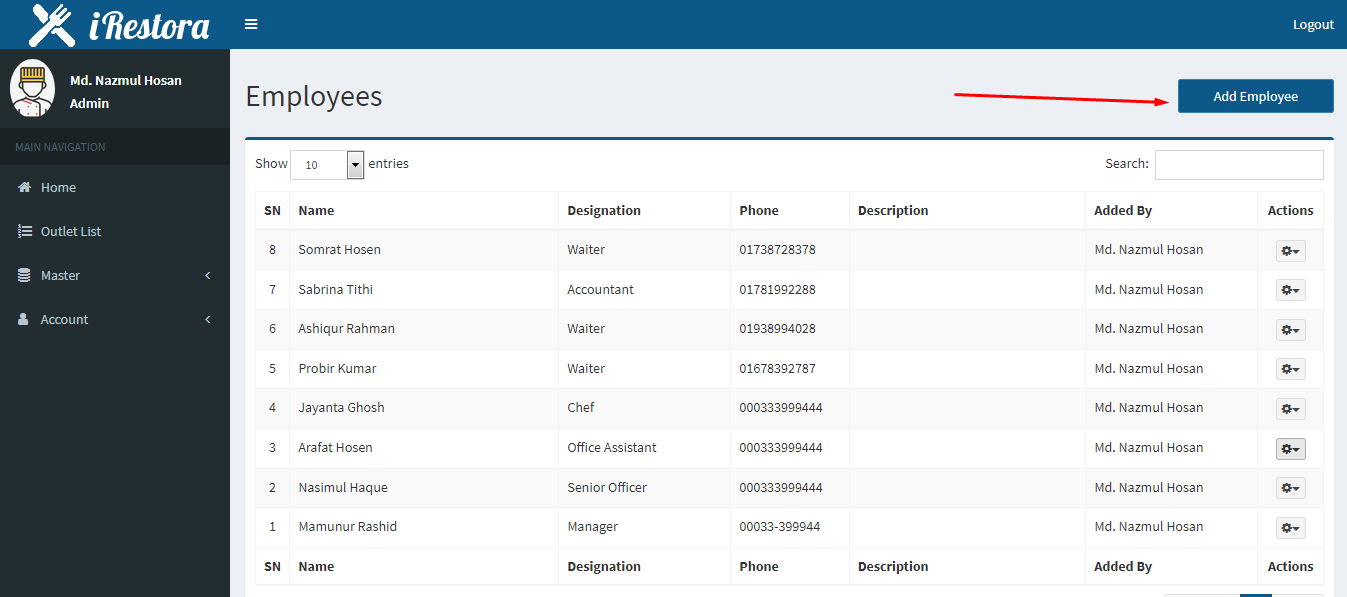 iRestora
Logout
Md. Nazmul Hosan
Admin
MAIN NAVIGATION
Home
Outlet List
Master
Account
Employees
Add Employee
Show 10 entries
Search:
SN Name Designation Phone Description Added By Actions
8 Somrat Hosen Waiter 01738728378 Md. Nazmul Hosan
7 Sabrina Tithi Accountant 01781992288 Md. Nazmul Hosan
6 Ashiqur Rahman Waiter 01938994028 Md. Nazmul Hosan
5 Probir Kumar Waiter 01678392787 Md. Nazmul Hosan
4 Jayanta Ghosh Chef 000333999444 Md. Nazmul Hosan
3 Arafat Hosen Office Assistant 000333999444 Md. Nazmul Hosan
2 Nasimul Haque Senior Officer 000333999444 Md. Nazmul Hosan
1 Mamunur Rashid Manager 00033-399944 Md. Nazmul Hosan
SN Name Designation Phone Description Added By Actions